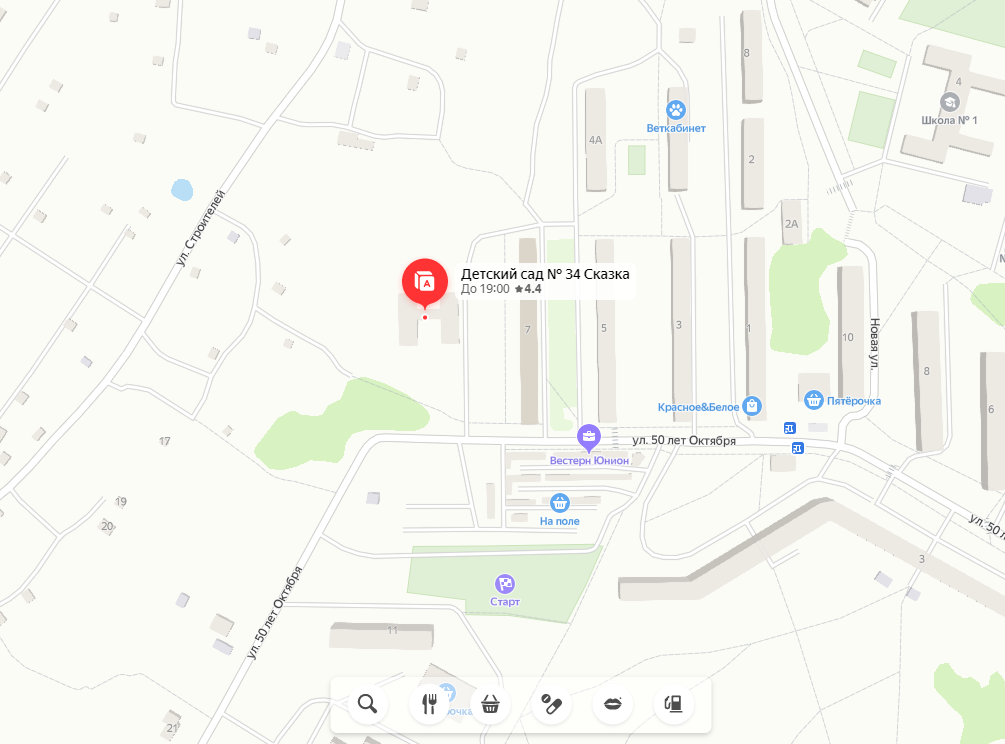 8
4
Школа № 1
Веткабинет
4А
2
2А
ул. Строителей
Детский сад № 34 Сказка
До 19:00 ★4.4
7
5
3
1
10
Новая ул.
8
6
Красное&Белое
Пятёрочка
17
ул. 50 лет Октября
Вестерн Юнион
19
20
На поле
ул. 50 л
3
Старт
ул. 50 лет Октября
11
21